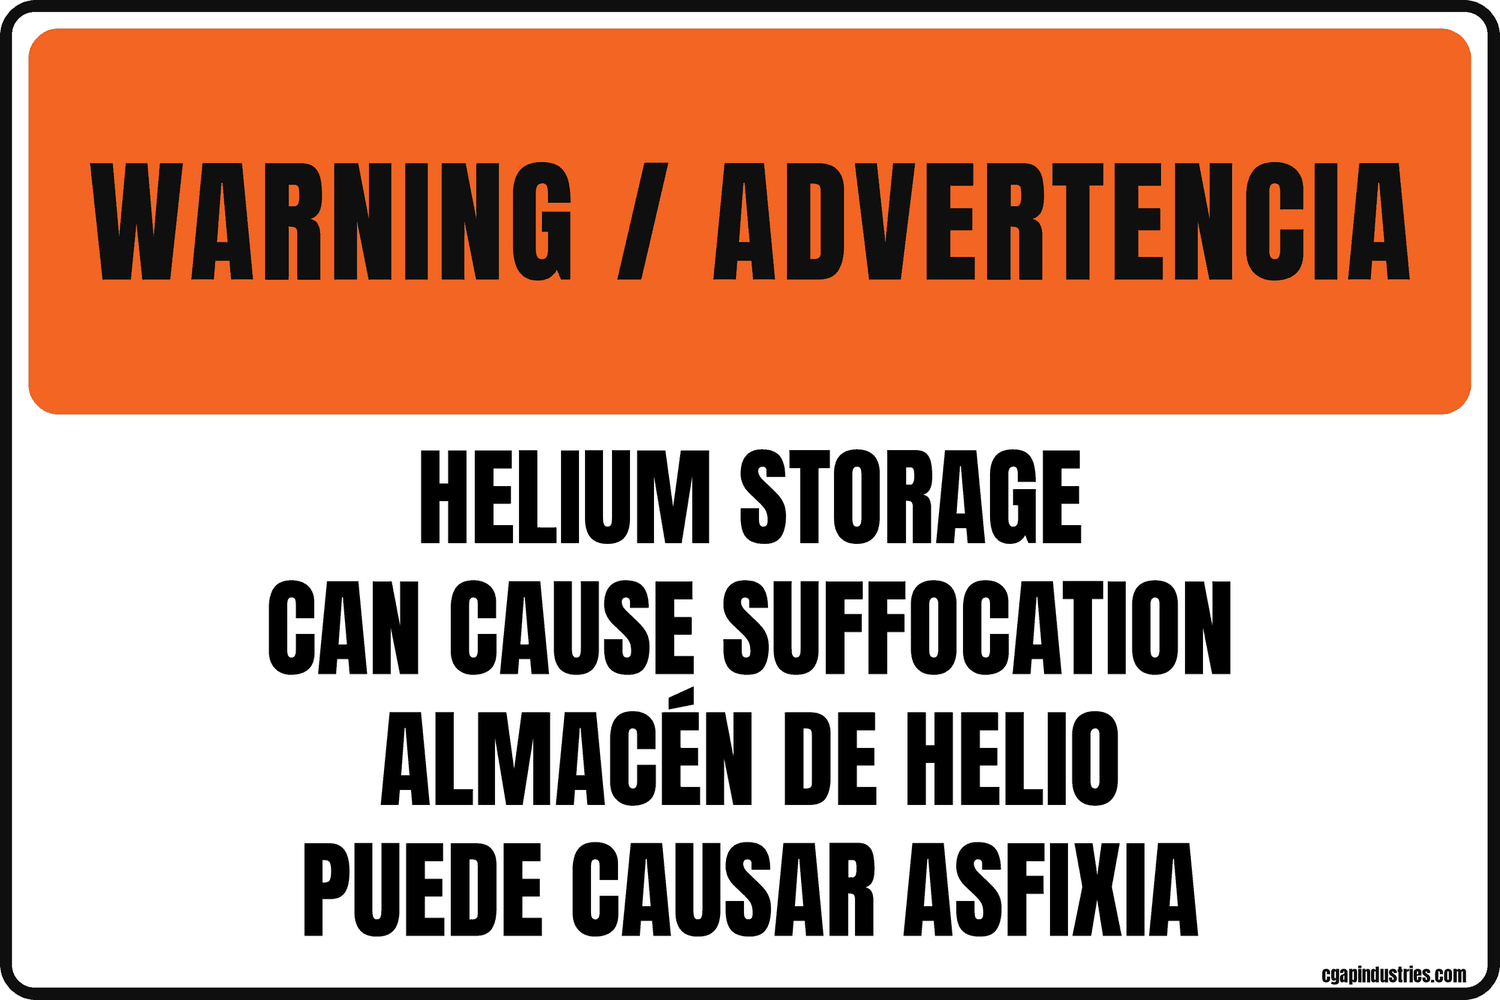 WARNING / ADVERTENCIA
HELIUM STORAGE
CAN CAUSE SUFFOCATION
ALMACÉN DE HELIO
PUEDE CAUSAR ASFIXIA
cgapindustries.com